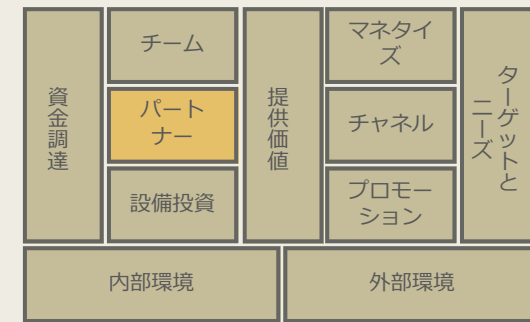 資金調達
チーム
パート
ナー
設備投資
提供価値
マネタイ
ズ
チャネル
プロモー
ション
ターゲットと
ニーズ
内部環境
外部環境